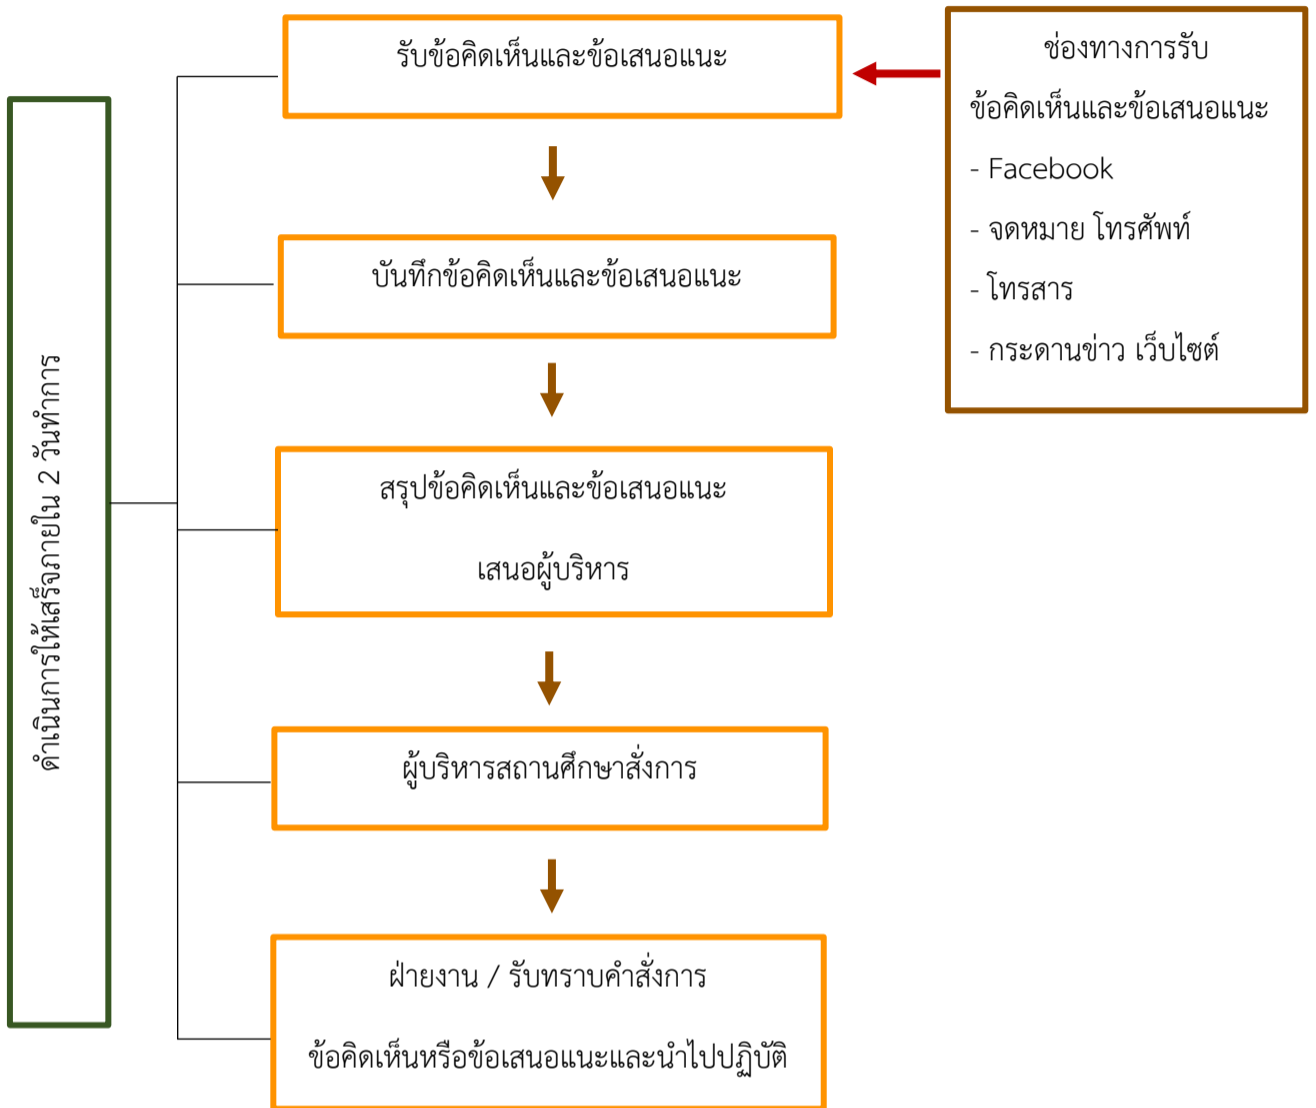 รับข้อคิดเห็นและข้อเสนอแนะ
ช่องทางการรับ
ข้อคิดเห็นและข้อเสนอแนะ
- Facebook
- จดหมาย โทรศัพท์
- โทรสาร
- กระดานข่าว เว็บไซต์
บันทึกข้อคิดเห็นและข้อเสนอแนะ
สรุปข้อคิดเห็นและข้อเสนอแนะ
เสนอผู้บริหาร
ผู้บริหารสถานศึกษาสั่งการ
ฝ่ายงาน / รับทราบคำสั่งการ
ข้อคิดเห็นหรือข้อเสนอแนะและนำไปปฏิบัติ
ดำเนินการให้เสร็จภายใน 2 วันทำการ